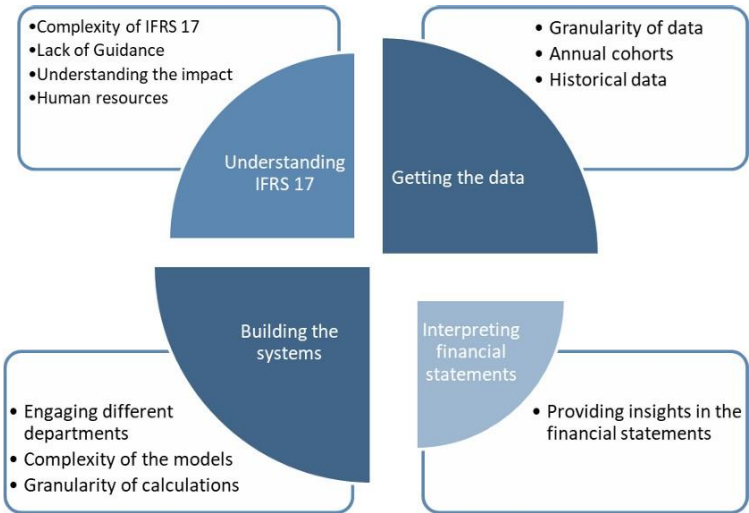 •Complexity of IFRS 17
•Lack of Guidance
•Understanding the impact
•Human resources
• Granularity of data
• Annual cohorts
• Historical data
Understanding
IFRS 17
Getting the data
Building the
systems
Interpreting
financial
statements
• Engaging different
departments
• Complexity of the models
• Granularity of calculations
• Providing insights in the
financial statements